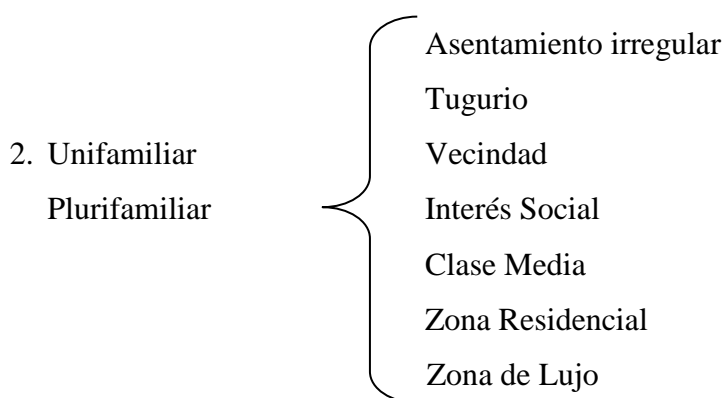 2. Unifamiliar
Plurifamiliar
Asentamiento irregular
Tugurio
Vecindad
Interés Social
Clase Media
Zona Residencial
Zona de Lujo